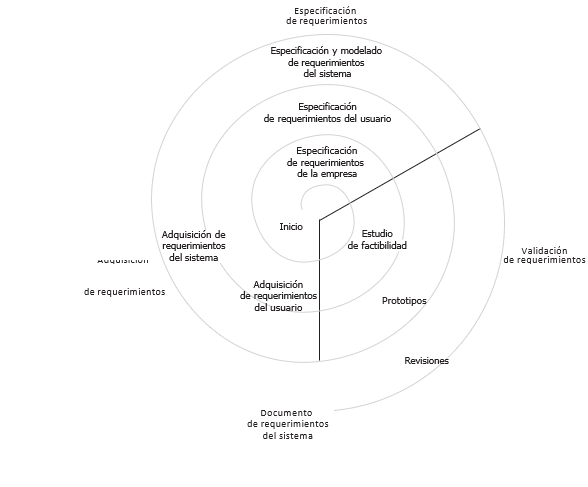 Especificación
de requerimientos
Especificación y modelado
de requerimientos
del sistema
Especificación
de requerimientos del usuario
Especificación
de requerimientos
de la empresa
Inicio
Estudio
de factibilidad
Adquisición de
requerimientos
del sistema
Adquisición
de requerimientos
Validación
de requerimientos
Adquisición
de requerimientos
del usuario
Prototipos
Revisiones
Documento
de requerimientos
del sistema